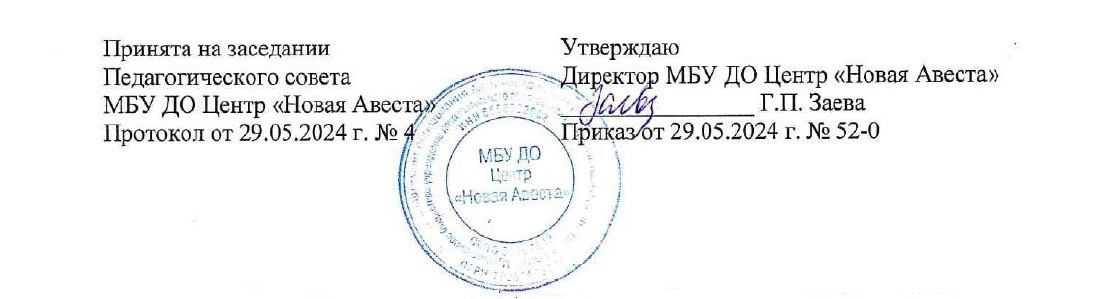 Принята на заседании
Педагогического совета
МБУ ДО Центр «Новая Авеста»
Протокол от 29.05.2024 г. № 4
Утверждаю
Директор МБУ ДО Центр «Новая Авеста»
Г.П. Заева
Приказ от 29.05.2024 г. № 52-0
МБУ ДО
Центр
«Новая Авеста»